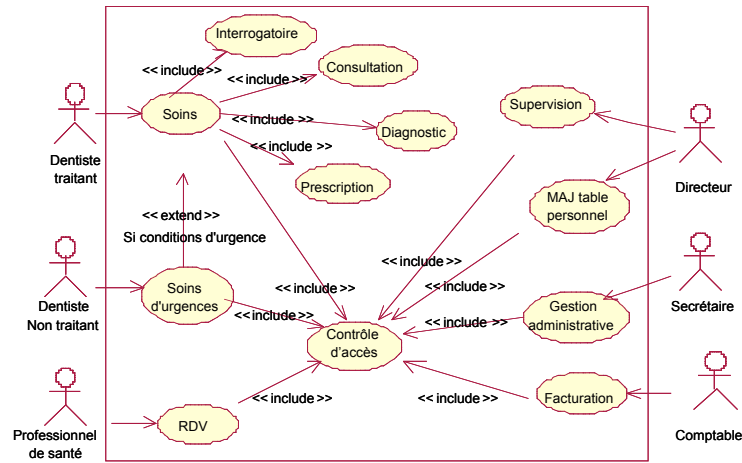 Interrogatoire
<< include >>
Consultation
<< include >>
Supervision
Soins
<< include >>
Diagnostic
<< include >>
Dentiste
traitant
Prescription
Directeur
MAJ table
personnel
<< extend >>
Si conditions d'urgence
<< include >>
Soins
d'urgences
<< include >>
<< include >>
Dentiste
Non traitant
<< include >>
Gestion
administrative
Secrétaire
<< include >>
Contrôle
d'accès
<< include >>
<< include >>
Facturation
RDV
Professionnel
de santé
Comptable